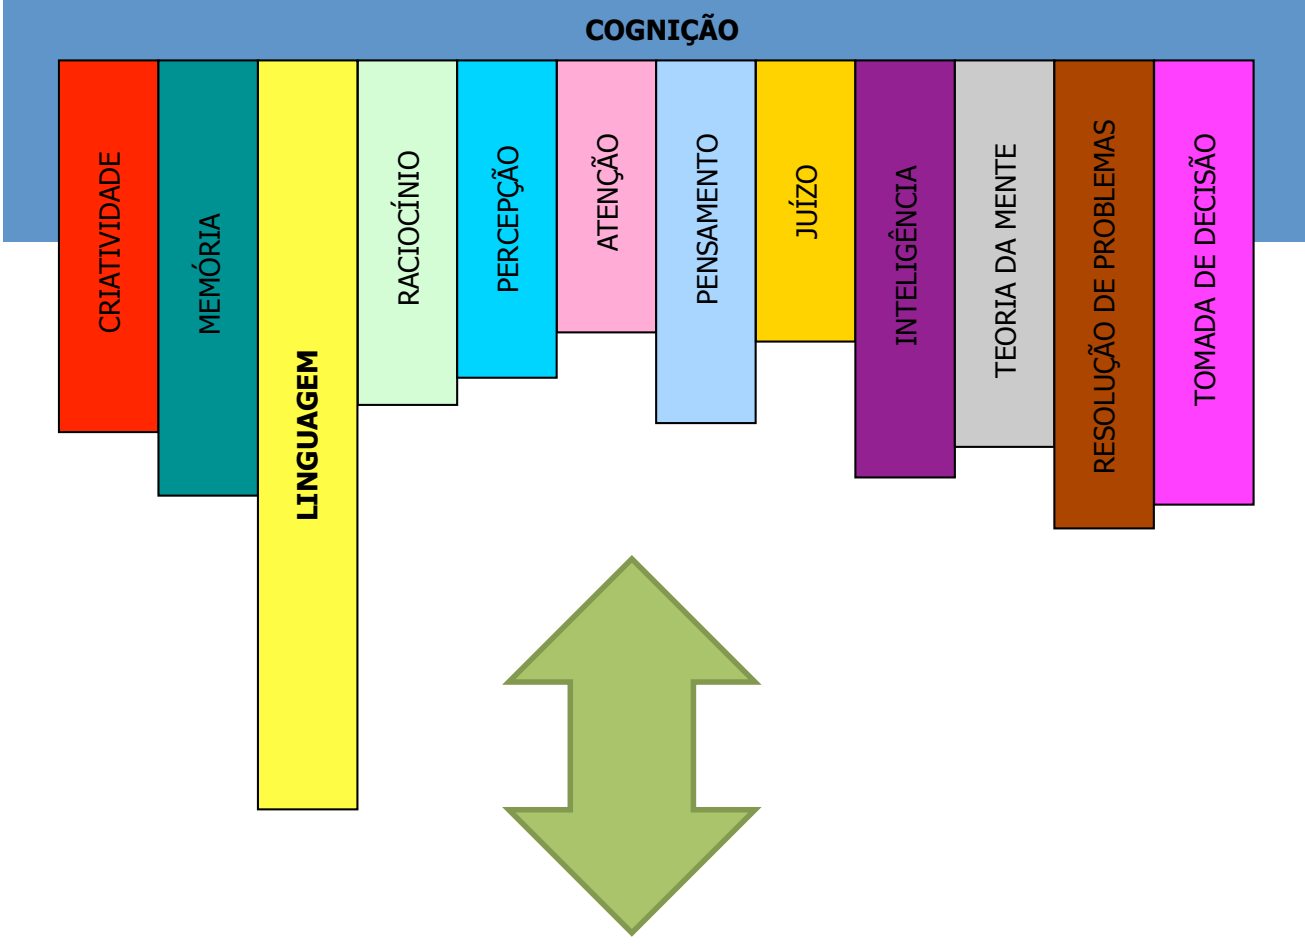 COGNIÇÃO
CRIATIVIDADE
MEMÓRIA
LINGUAGEM
RACIOCÍNIO
PERCEPÇÃO
ATENÇÃO
PENSAMENTO
JUÍZO
INTELIGÊNCIA
TEORIA DA MENTE
RESOLUÇÃO DE PROBLEMAS
TOMADA DE DECISÃO